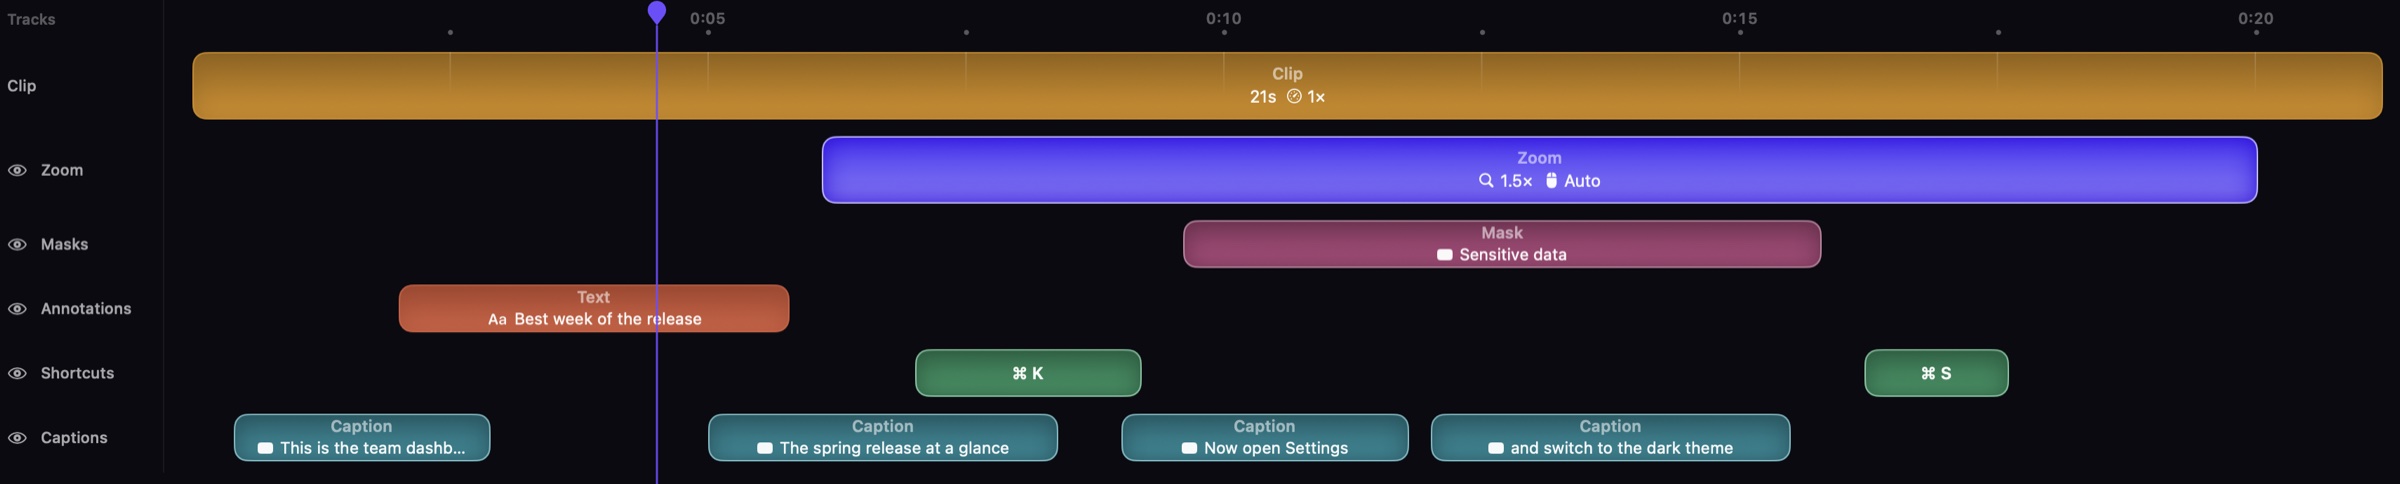 Tracks
0:05
0:10
0:15
0:20
Clip
Clip
21s 1×
Zoom
Zoom
1.5× Auto
Masks
Mask
Sensitive data
Annotations
Text
Aa Best week of the release
Shortcuts
⌘ K
⌘ S
Captions
Caption
This is the team dashb...
Caption
The spring release at a glance
Caption
Now open Settings
Caption
and switch to the dark theme